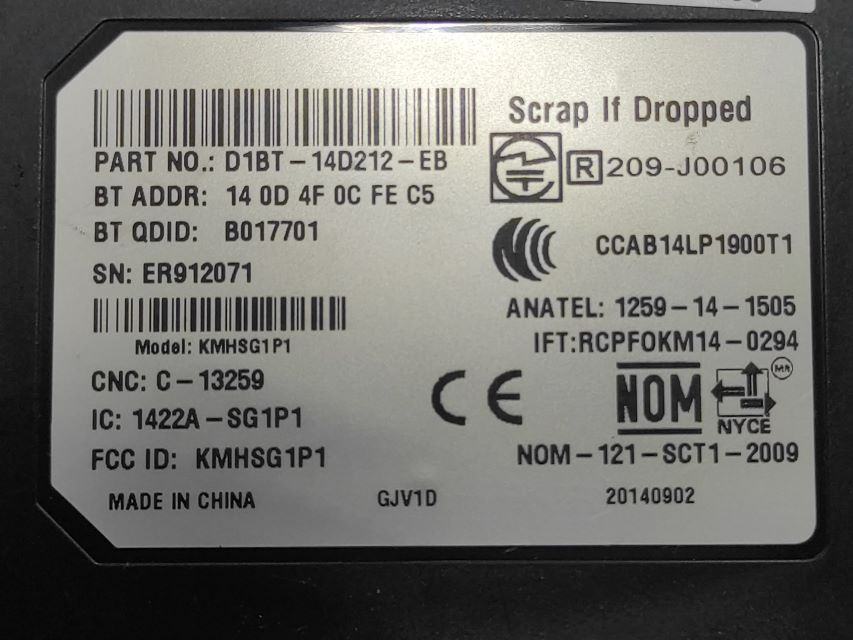 Scrap If Dropped
PART NO.: D1BT-14D212-EB
R 209-J00106
BT ADDR: 14 0D 4F 0C FE C5
BT QDID: B017701
CCAB14LP1900T1
SN: ER912071
ANATEL: 1259-14-1505
Model: KMHSG1P1
IFT:RCPFOKM14-0294
CNC: C-13259
CE
NOM
NYCE
IC: 1422A-SG1P1
FCC ID: KMHSG1P1
NOM-121-SCT1-2009
MADE IN CHINA
GJV1D
20140902